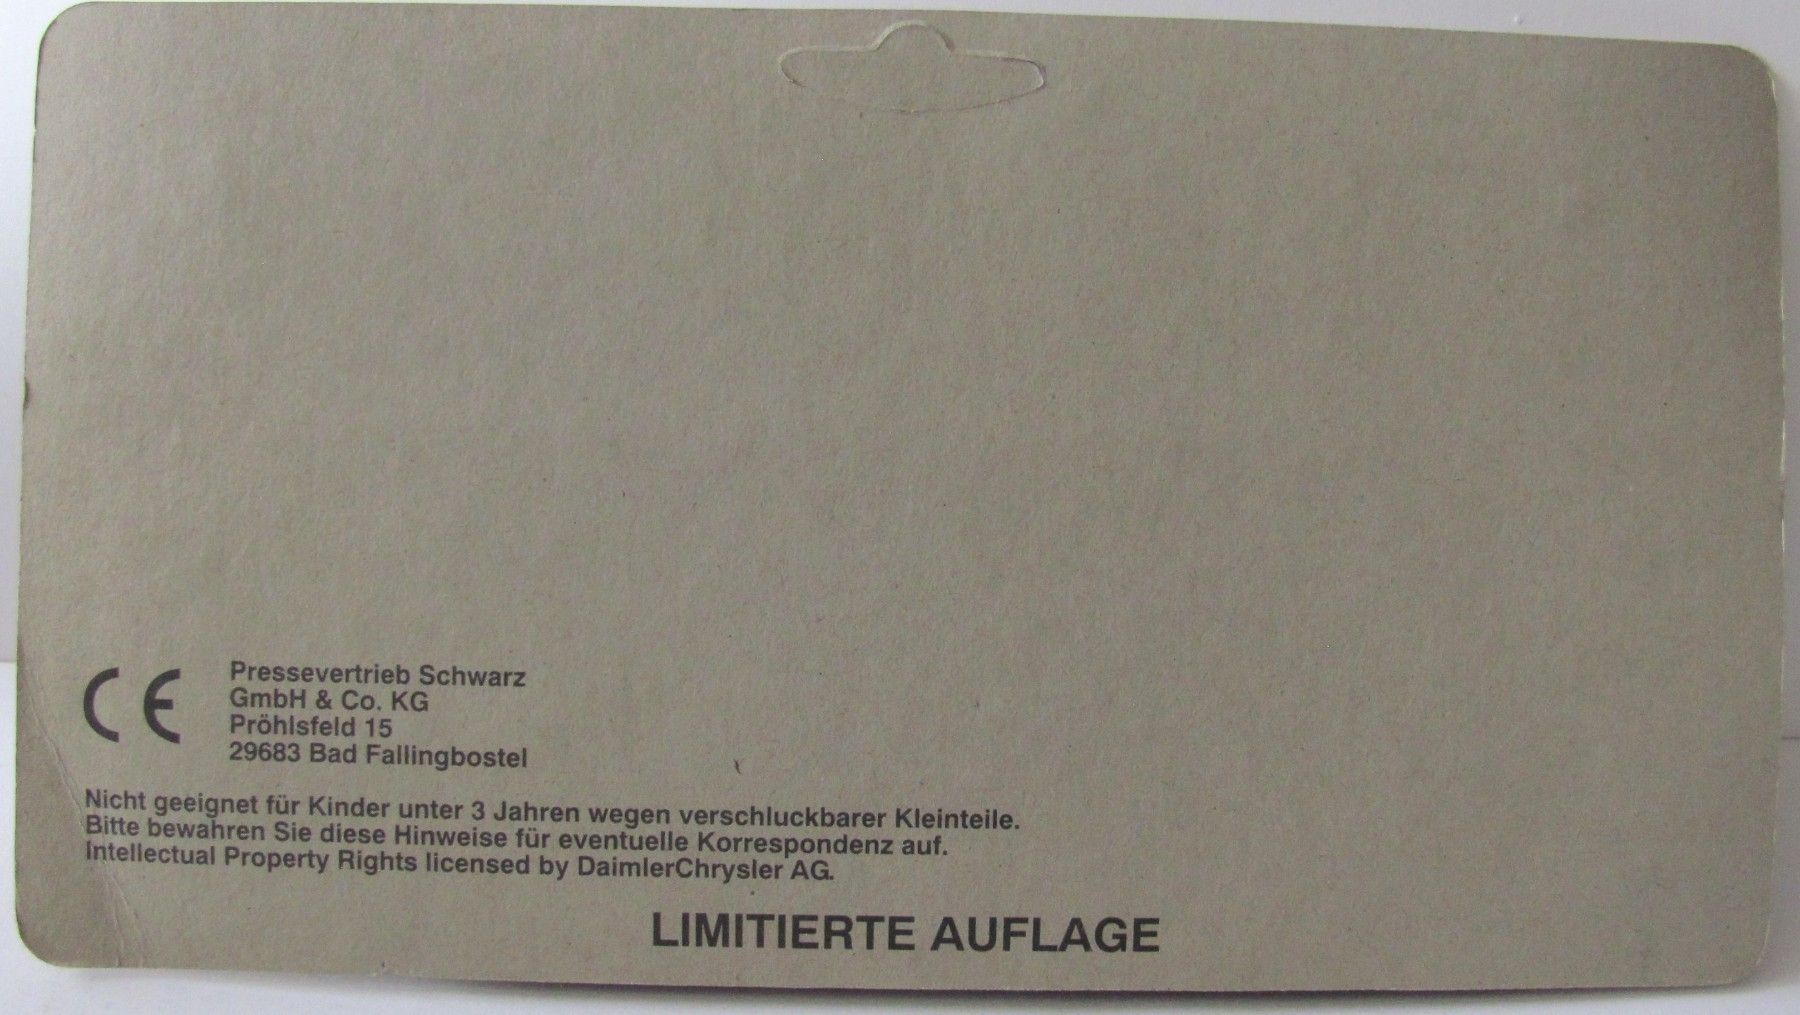 CE
Pressevertrieb Schwarz
GmbH & Co. KG
Pröhlsfeld 15
29683 Bad Fallingbostel
Nicht geeignet für Kinder unter 3 Jahren wegen verschluckbarer Kleinteile.
Bitte bewahren Sie diese Hinweise für eventuelle Korrespondenz auf.
Intellectual Property Rights licensed by DaimlerChrysler AG.
LIMITIERTE AUFLAGE